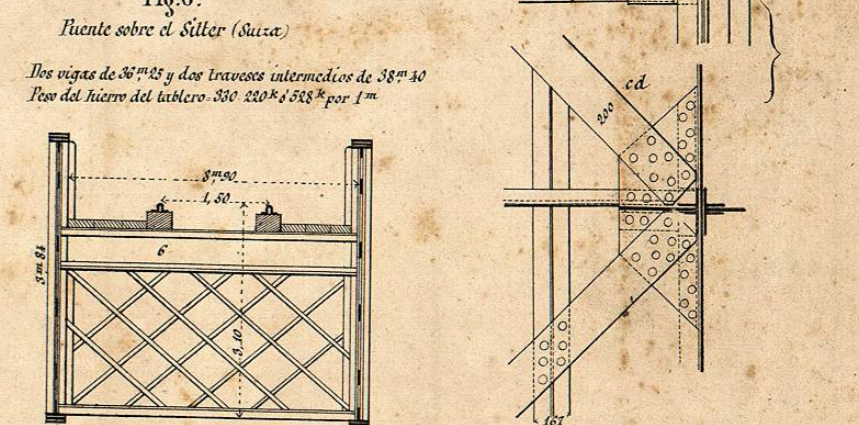 Fig. 6.
Puente sobre el Sitter (Suiza)
Dos vigas de 36m,25 y dos traveses intermedios de 38m,40
Peso del hierro del tablero=330 220k ó 528k por 1m
8m,90
1,50
6
3m 84
3,10
cd
200
167